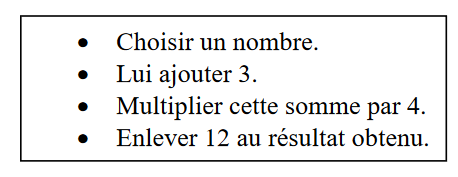 • Choisir un nombre.
• Lui ajouter 3.
• Multiplier cette somme par 4.
• Enlever 12 au résultat obtenu.